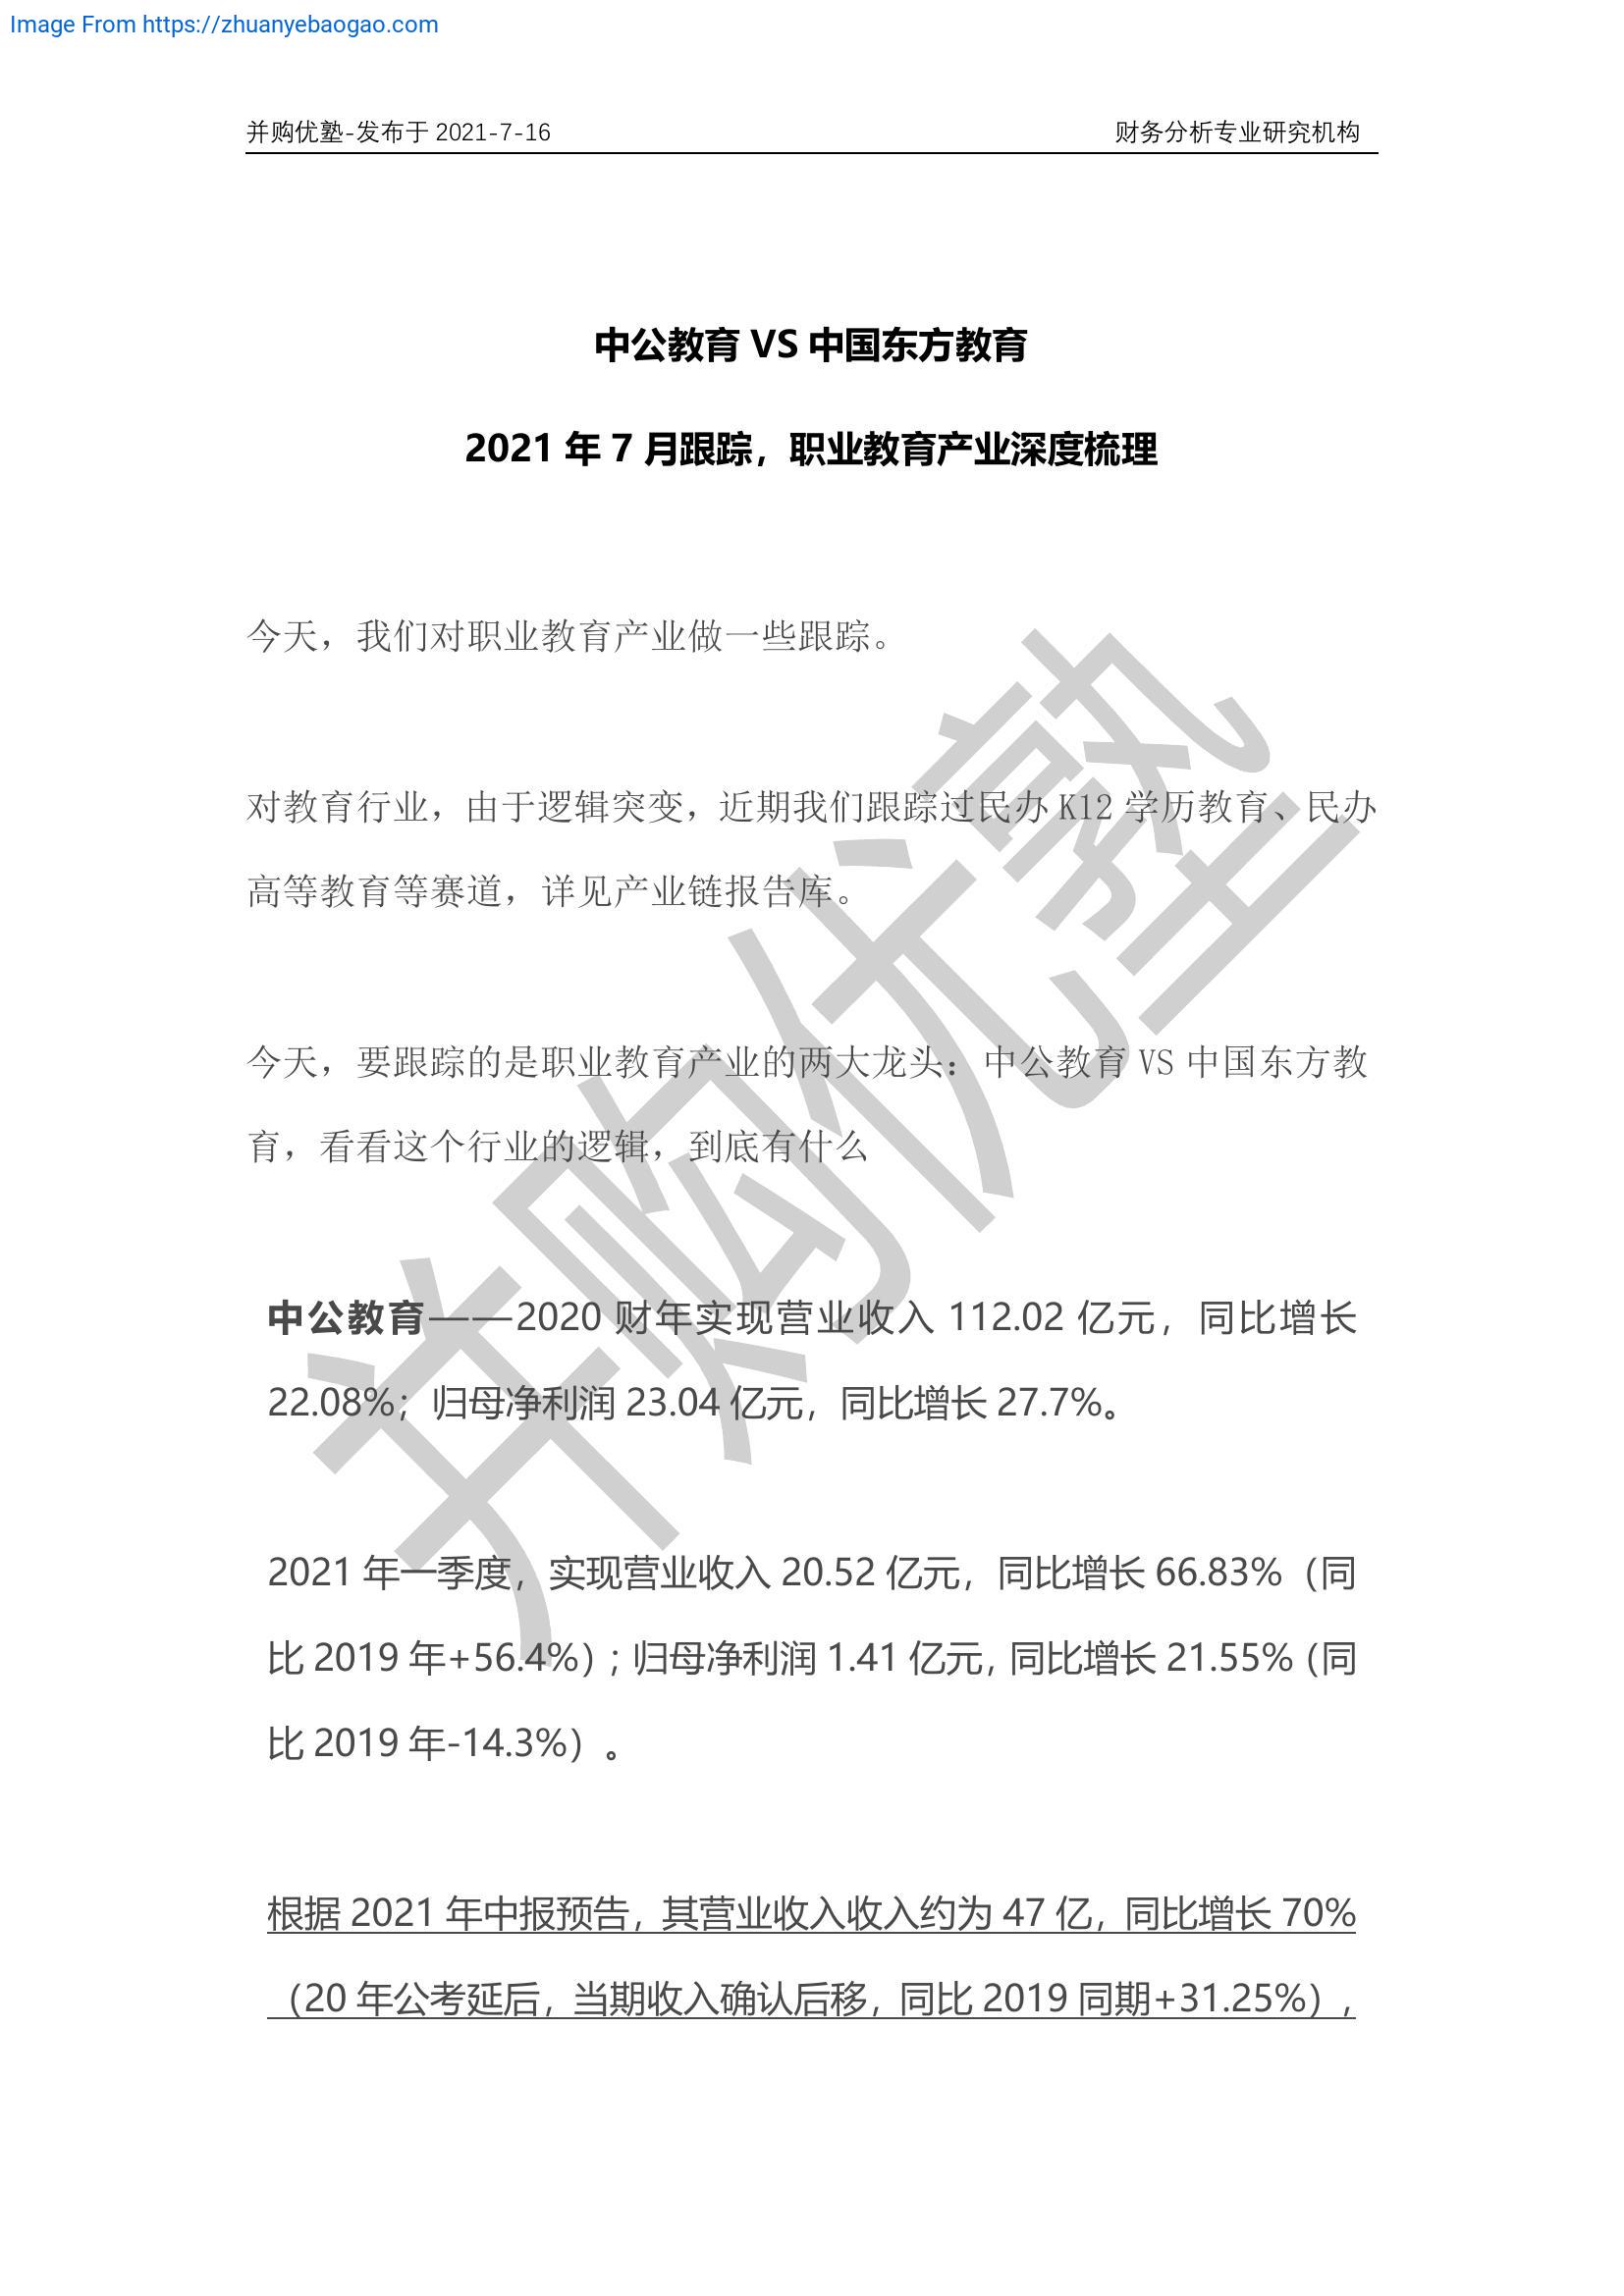 Image From https://zhuanyebaogao.com
并购优塾-发布于 2021-7-16 财务分析专业研究机构
中公教育 VS 中国东方教育
2021 年 7 月跟踪，职业教育产业深度梳理
今天，我们对职业教育产业做一些跟踪。
对教育行业，由于逻辑突变，近期我们跟踪过民办 K12 学历教育、民办
高等教育等赛道，详见产业链报告库。
今天，要跟踪的是职业教育产业的两大龙头：中公教育 VS 中国东方教
育，看看这个行业的逻辑，到底有什么
中公教育——2020 财年实现营业收入 112.02 亿元，同比增长
22.08%；归母净利润 23.04 亿元，同比增长 27.7%。
2021 年一季度，实现营业收入 20.52 亿元，同比增长 66.83%（同
比 2019 年+56.4%）；归母净利润 1.41 亿元，同比增长 21.55%（同
比 2019 年-14.3%）。
根据 2021 年中报预告，其营业收入收入约为 47 亿，同比增长 70%
（20 年公考延后，当期收入确认后移，同比 2019 同期+31.25%），
并购优塾